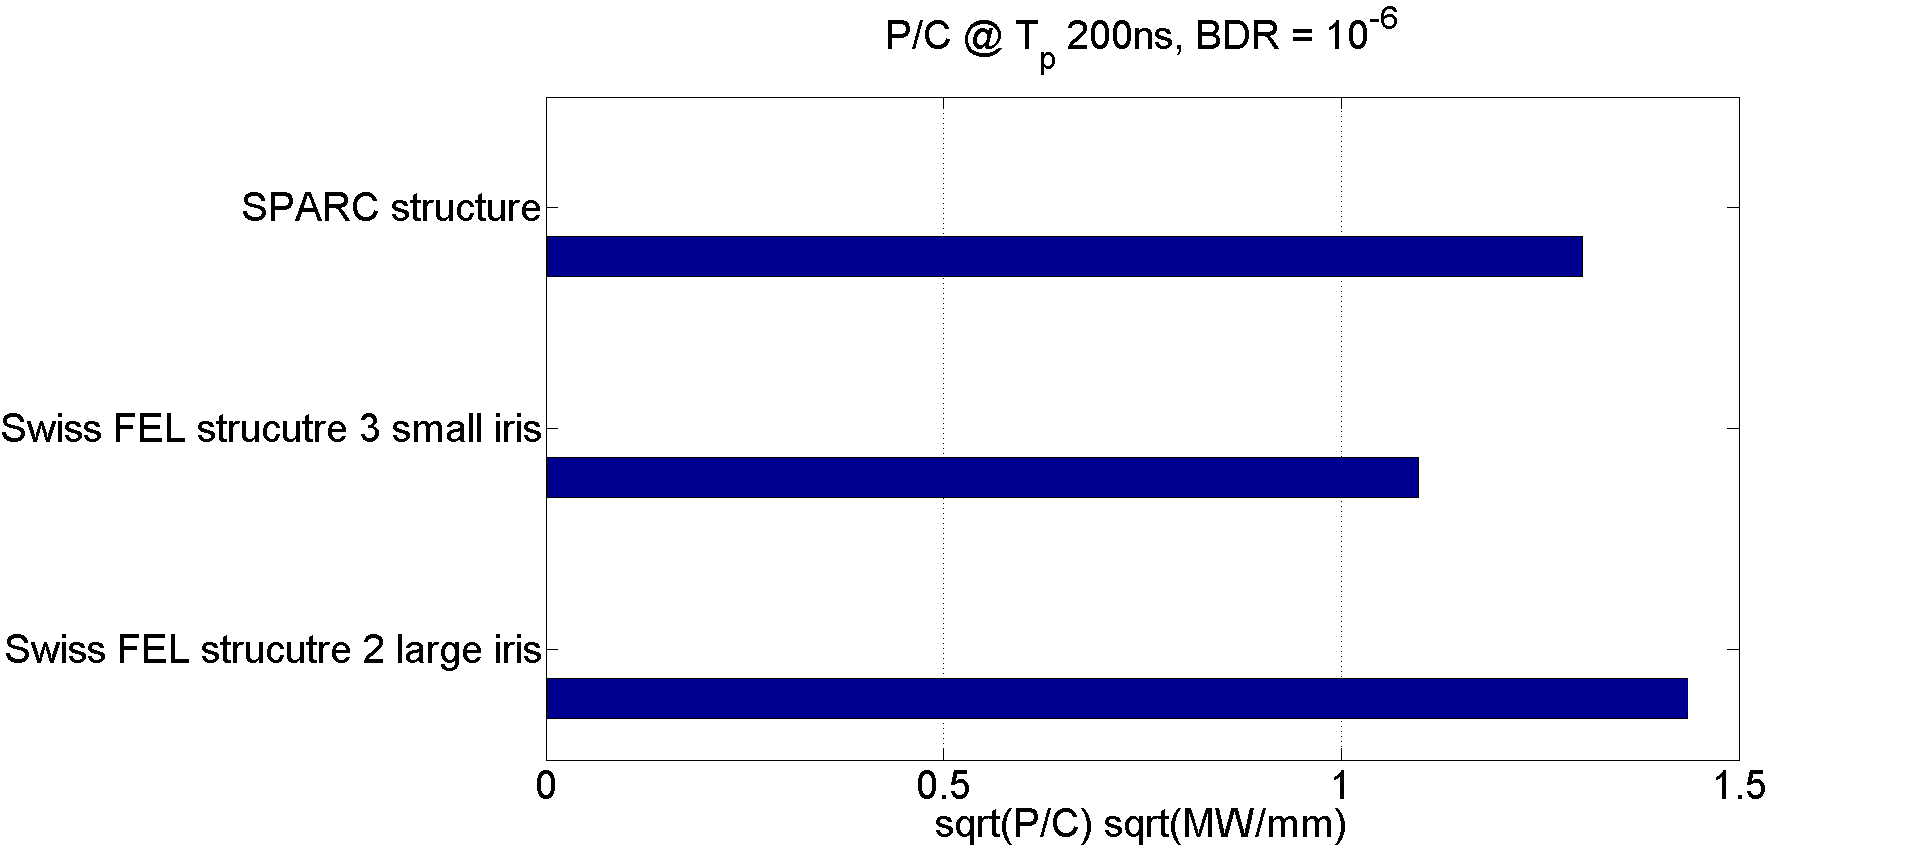 P/C @ Tp 200ns, BDR = 10-6
SPARC structure
Swiss FEL strucutre 3 small iris
Swiss FEL strucutre 2 large iris
0 0.5 1 1.5
sqrt(P/C) sqrt(MW/mm)